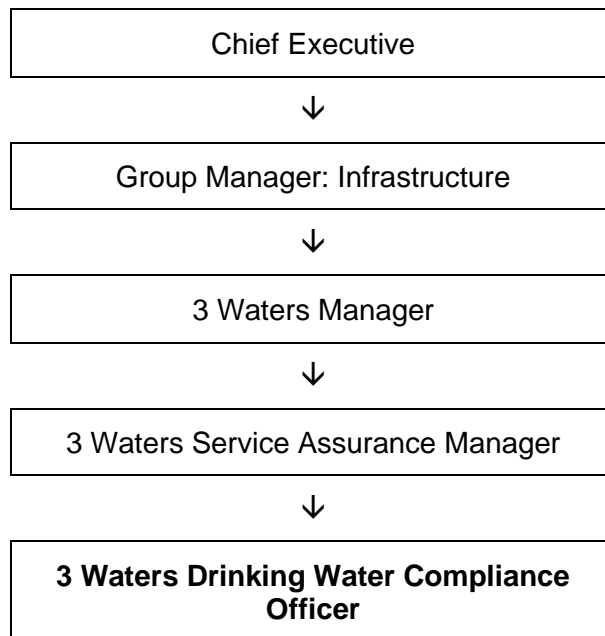 Chief Executive
↓
Group Manager: Infrastructure
↓
3 Waters Manager
↓
3 Waters Service Assurance Manager
↓
3 Waters Drinking Water Compliance
Officer